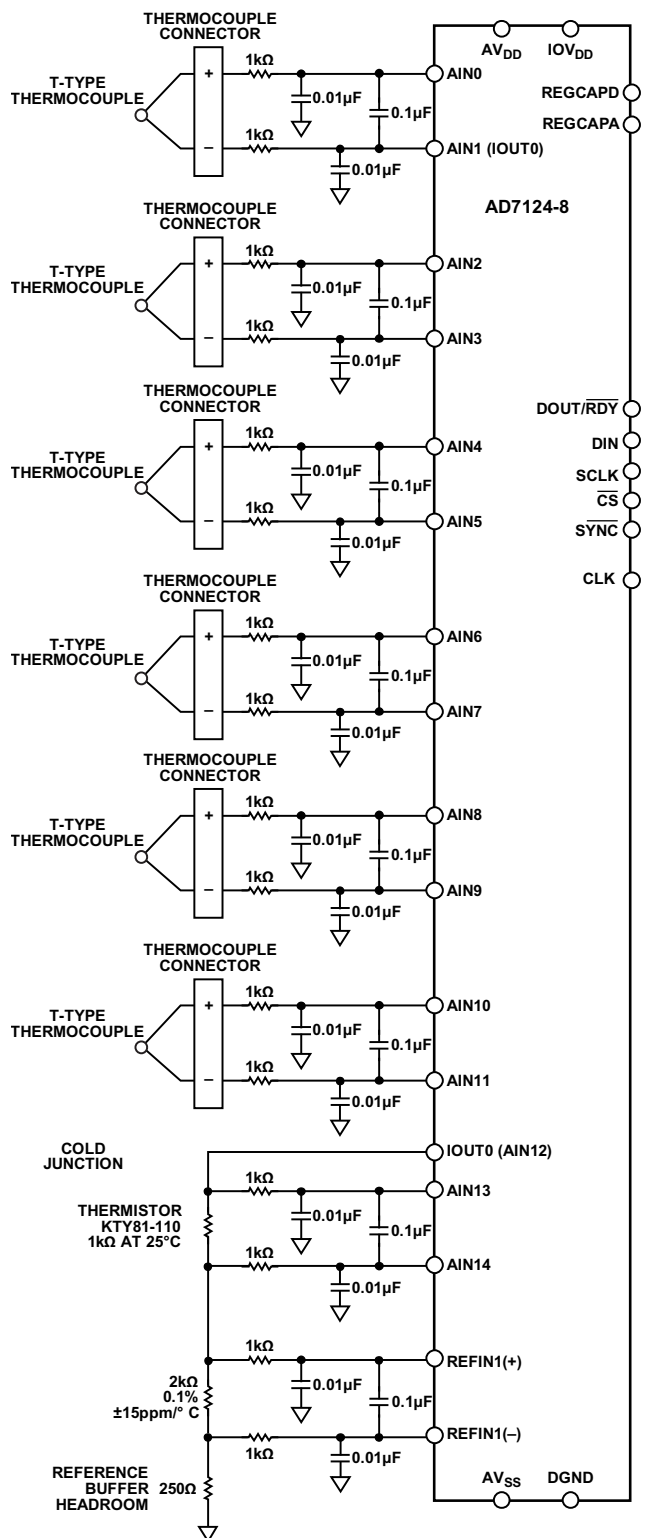 THERMOCOUPLE
CONNECTOR
T-TYPE
THERMOCOUPLE
+
−
1kΩ
0.01µF
0.1µF
1kΩ
0.01µF
AIN0
AIN1 (IOUT0)
THERMOCOUPLE
CONNECTOR
T-TYPE
THERMOCOUPLE
+
−
1kΩ
0.01µF
0.1µF
1kΩ
0.01µF
AIN2
AIN3
THERMOCOUPLE
CONNECTOR
T-TYPE
THERMOCOUPLE
+
−
1kΩ
0.01µF
0.1µF
1kΩ
0.01µF
AIN4
AIN5
THERMOCOUPLE
CONNECTOR
T-TYPE
THERMOCOUPLE
+
−
1kΩ
0.01µF
0.1µF
1kΩ
0.01µF
AIN6
AIN7
THERMOCOUPLE
CONNECTOR
T-TYPE
THERMOCOUPLE
+
−
1kΩ
0.01µF
0.1µF
1kΩ
0.01µF
AIN8
AIN9
THERMOCOUPLE
CONNECTOR
T-TYPE
THERMOCOUPLE
+
−
1kΩ
0.01µF
0.1µF
1kΩ
0.01µF
AIN10
AIN11
COLD
JUNCTION
IOUT0 (AIN12)
THERMISTOR
KTY81-110
1kΩ AT 25°C
1kΩ
0.01µF
0.1µF
1kΩ
0.01µF
AIN13
AIN14
2kΩ
0.1%
±15ppm/° C
1kΩ
0.01µF
0.1µF
1kΩ
0.01µF
REFIN1(+)
REFIN1(−)
REFERENCE
BUFFER
HEADROOM
250Ω
AVDD
IOVDD
REGCAPD
REGCAPA
AD7124-8
DOUT/RDY
DIN
SCLK
CS
SYNC
CLK
AVSS
DGND